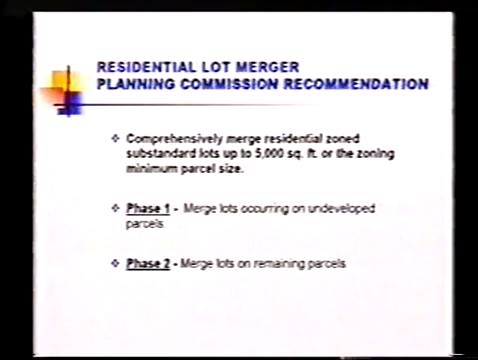 RESIDENTIAL LOT MERGER
PLANNING COMMISSION RECOMMENDATION
Comprehensively merge residential zoned
substandard lots up to 5,000 sq. ft. or the zoning
minimum parcel size.
Phase 1 - Merge lots occurring on undeveloped
parcels
Phase 2 - Merge lots on remaining parcels